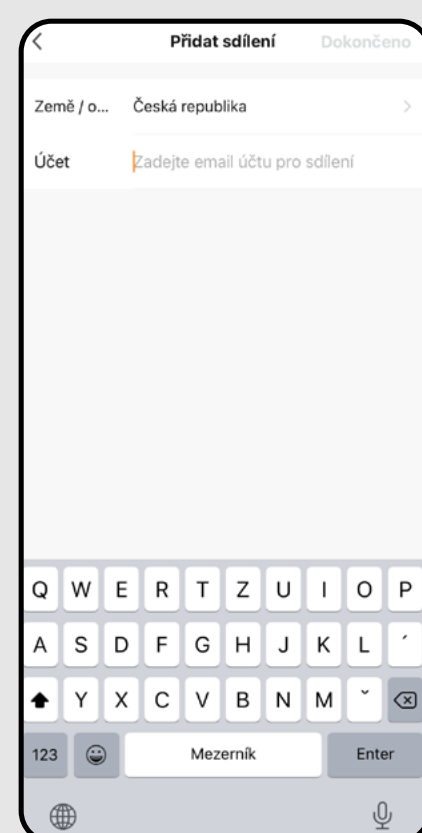 Přidat sdílení Dokončeno
Země / o... Česká republika
Účet Zadejte email účtu pro sdílení
Q W E R T Z U I O P
A S D F G H J K L ´
Y X C V B N M ˇ
123 Mezerník Enter